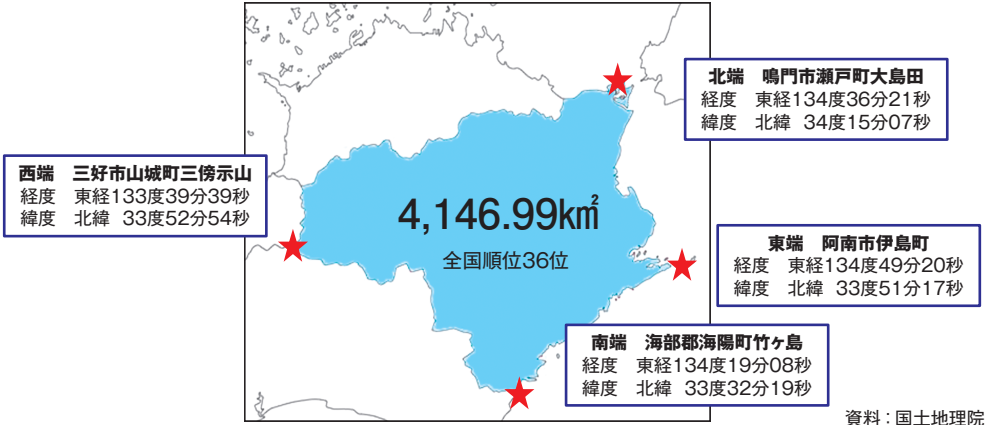 北端　鳴門市瀬戸町大島田
経度　東経134度36分21秒
緯度　北緯 34度15分07秒
西端　三好市山城町三傍示山
経度　東経133度39分39秒
緯度　北緯 33度52分54秒
4,146.99k㎡
全国順位36位
東端　阿南市伊島町
経度　東経134度49分20秒
緯度　北緯 33度51分17秒
南端　海部郡海陽町竹ヶ島
経度　東経134度19分08秒
緯度　北緯 33度32分19秒
資料：国土地理院